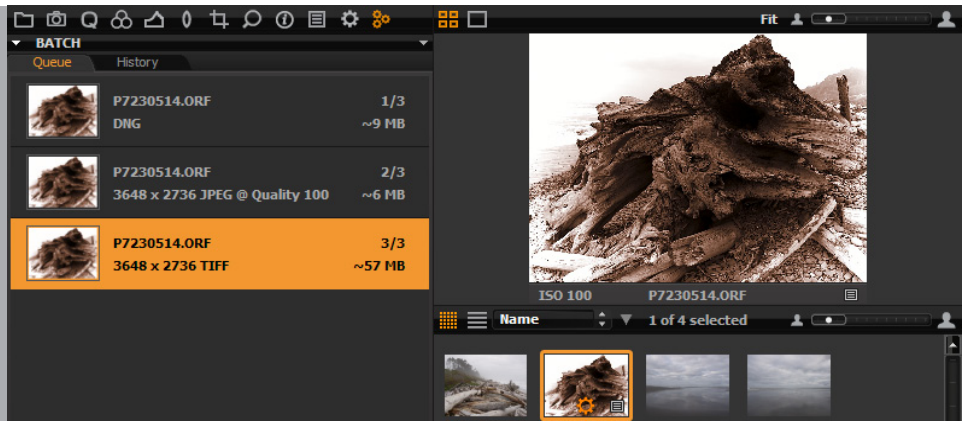 Fit
BATCH
Queue History
P7230514.ORF 1/3
DNG ~9 MB
P7230514.ORF 2/3
3648 x 2736 JPEG @ Quality 100 ~6 MB
P7230514.ORF 3/3
3648 x 2736 TIFF ~57 MB
ISO 100 P7230514.ORF
Name 1 of 4 selected